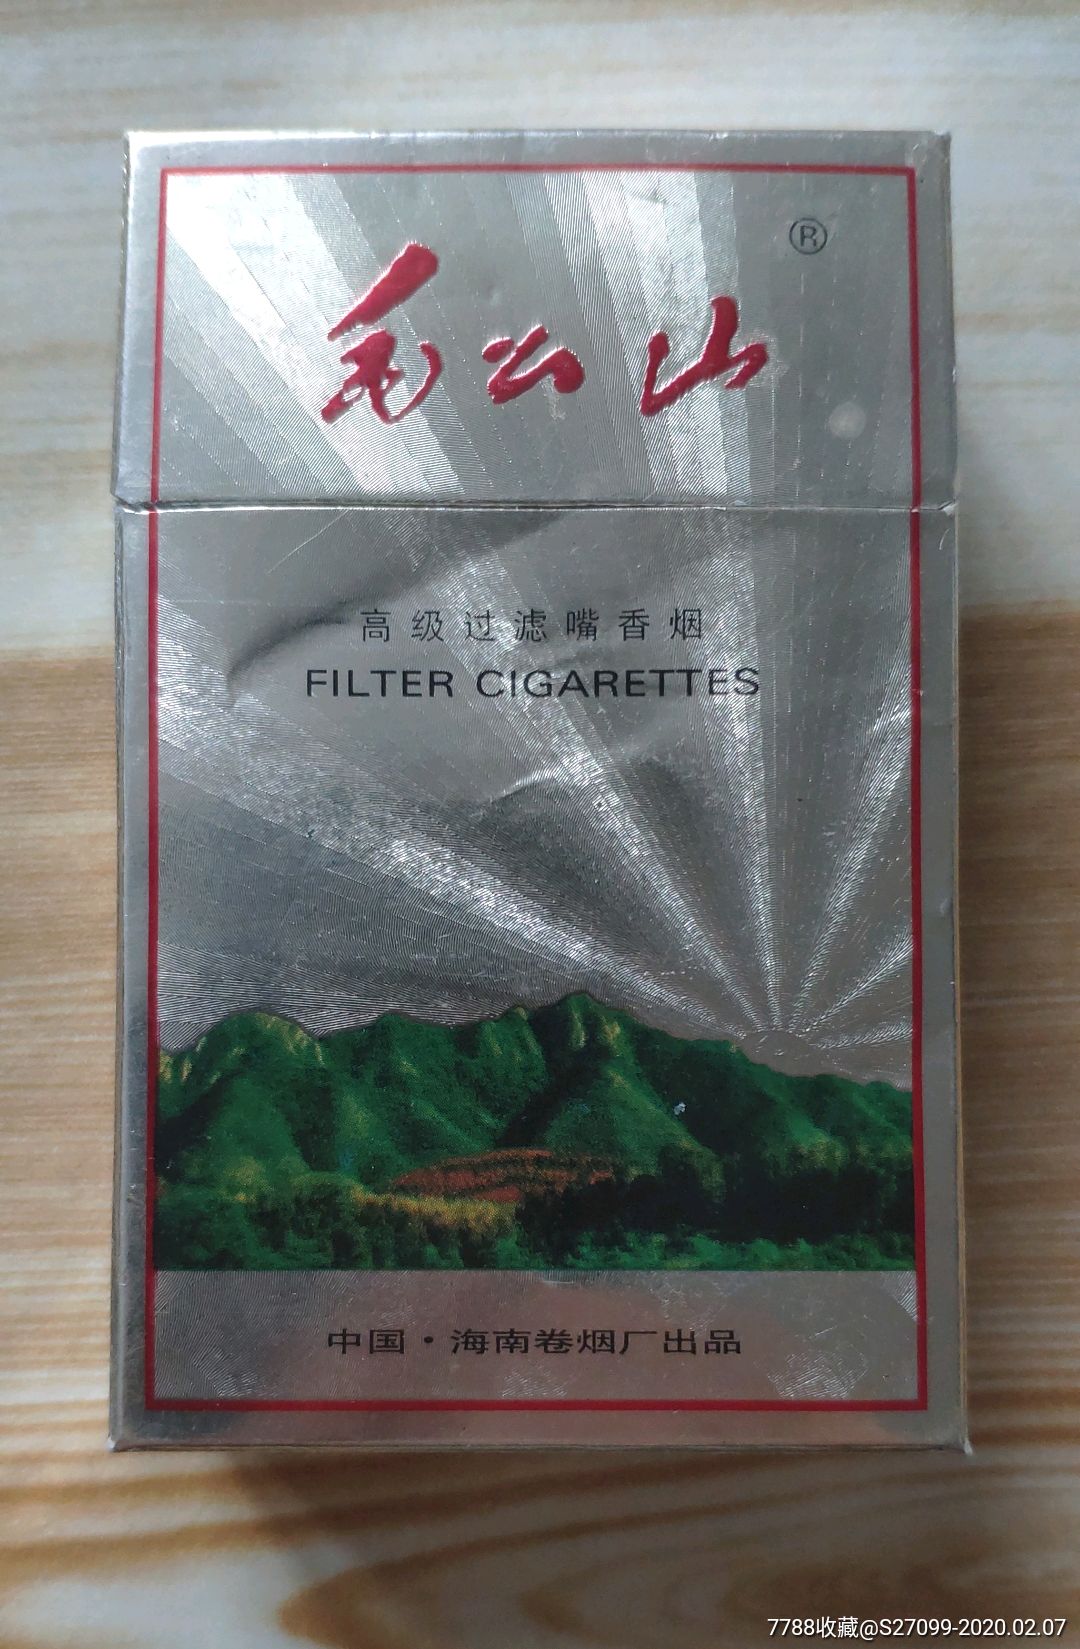 ®
毛公山
高级过滤嘴香烟
FILTER CIGARETTES
中国·海南卷烟厂出品
7788收藏@S27099-2020.02.07